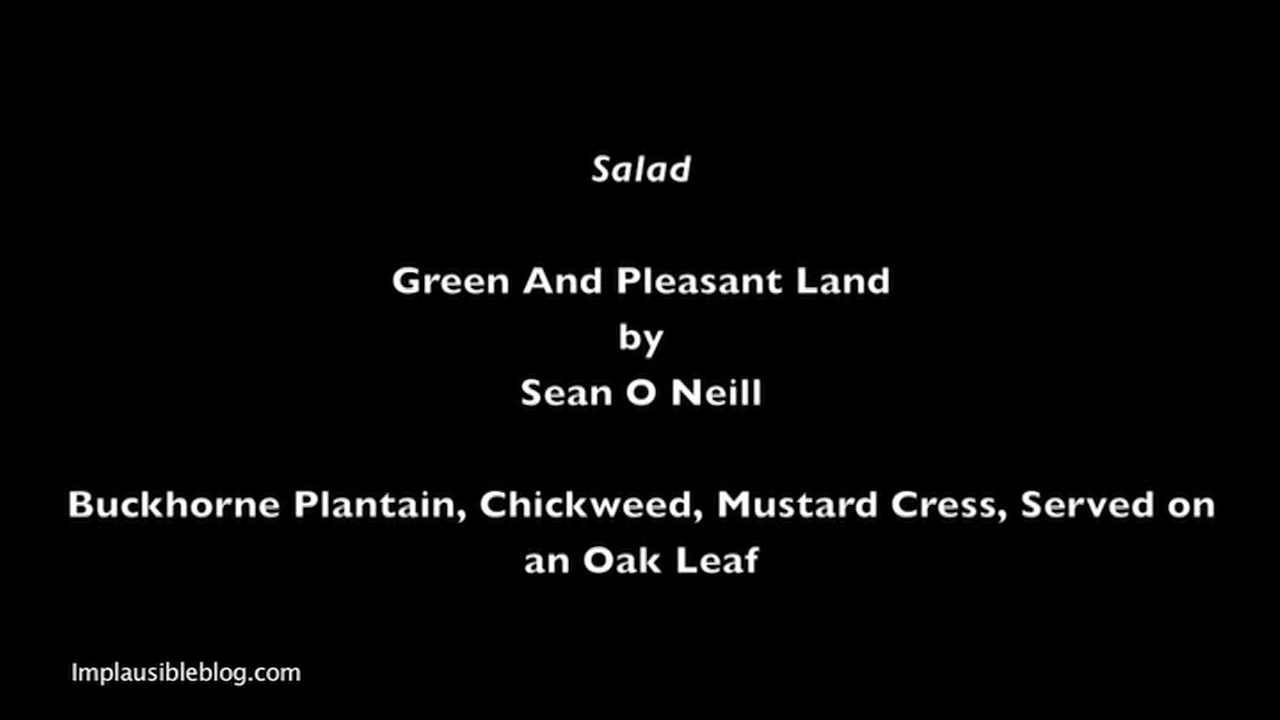 Salad
Green And Pleasant Land
by
Sean O Neill
Buckhorne Plantain, Chickweed, Mustard Cress, Served on
an Oak Leaf
Implausibleblog.com